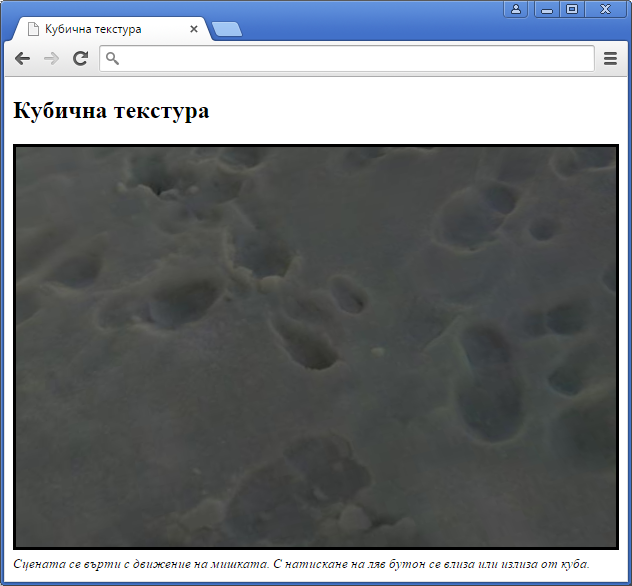 Кубична текстура
Кубична текстура
Сцената се върти с движение на мишката. С натискане на ляв бутон се влиза или излиза от куба.